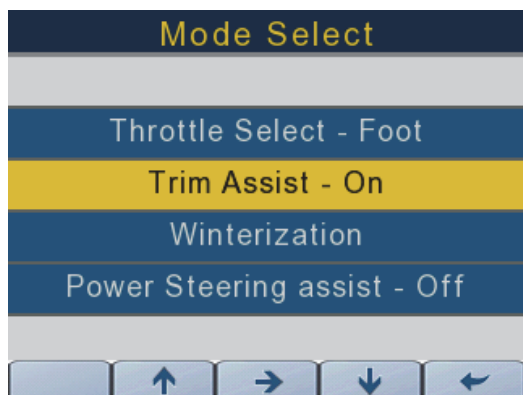 Mode Select
Throttle Select - Foot
Trim Assist - On
Winterization
Power Steering assist - Off